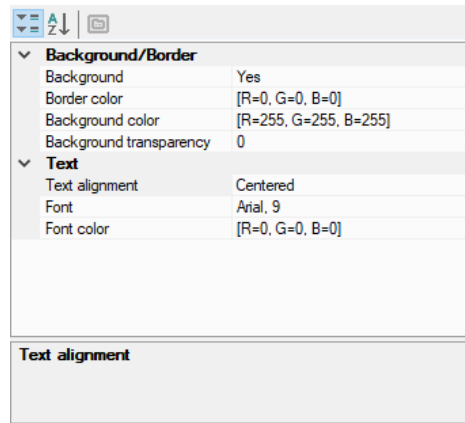 Background/Border
Background Yes
Border color [R=0, G=0, B=0]
Background color [R=255, G=255, B=255]
Background transparency 0
Text
Text alignment Centered
Font Arial, 9
Font color [R=0, G=0, B=0]
Text alignment